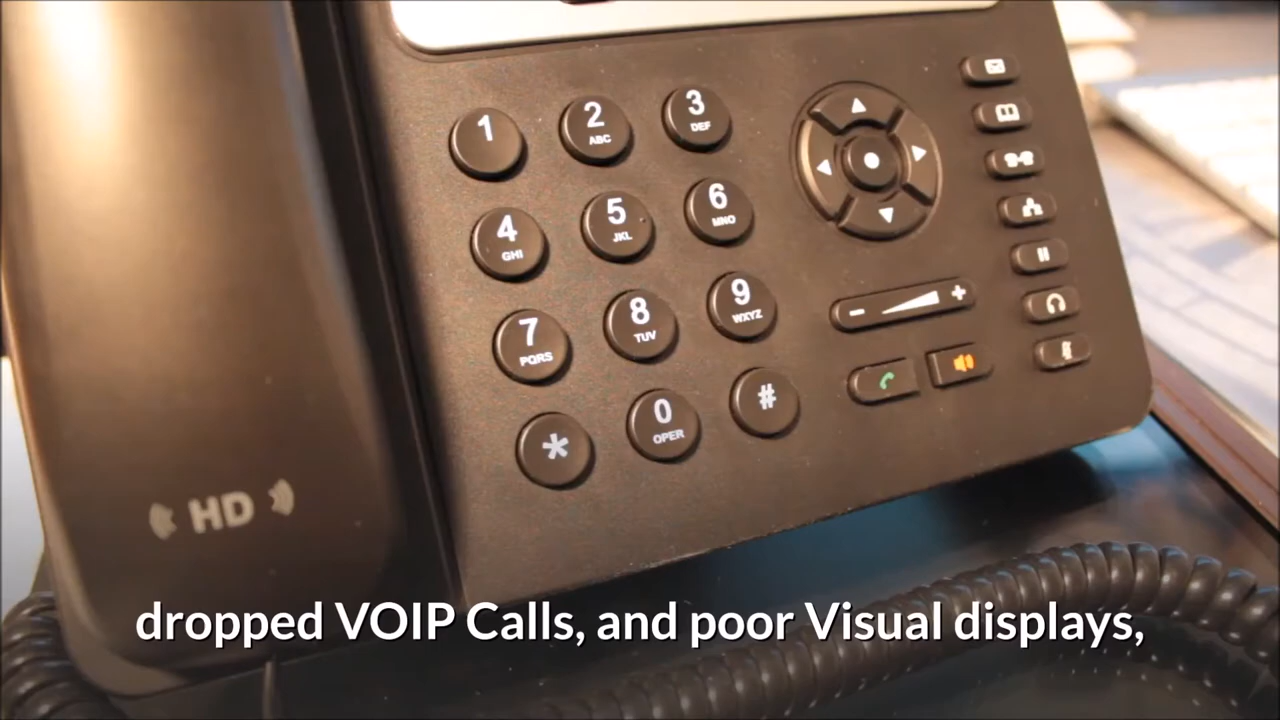 1
2
ABC
3
DEF
4
GHI
5
JKL
6
MNO
7
PQRS
8
TUV
9
WXYZ
*
0
OPER
#
- +
HD
dropped VOIP Calls, and poor Visual displays,